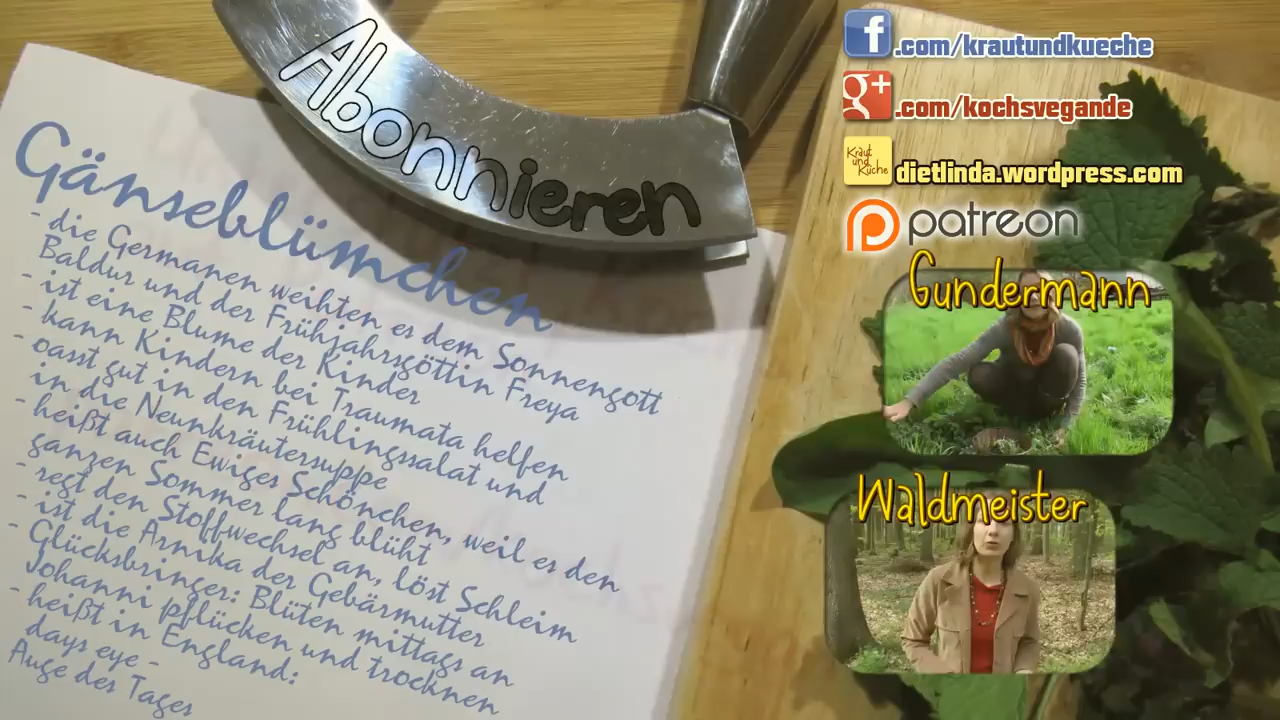 Abonnieren
Gänseblümchen
- die Germanen weihten es dem Sonnengott
Baldur und der Frühjahrsgöttin Freya
- ist eine Blume der Kinder
- kann Kindern bei Traumata helfen
- oasst gut in den Frühlingssalat und
in die Neunkräutersuppe
- heißt auch Ewiges Schönchen, weil es den
ganzen Sommer lang blüht
- regt den Stoffwechsel an, löst Schleim
- ist die Arnika der Gebärmutter
- Glücksbringer: Blüten mittags an
Johanni pflücken und trocknen
- heißt in England:
days eye -
Auge des Tages
f .com/krautundkueche
g+ .com/kochsvegande
Kraut und Küche dietlinda.wordpress.com
patreon
Gundermann
Waldmeister